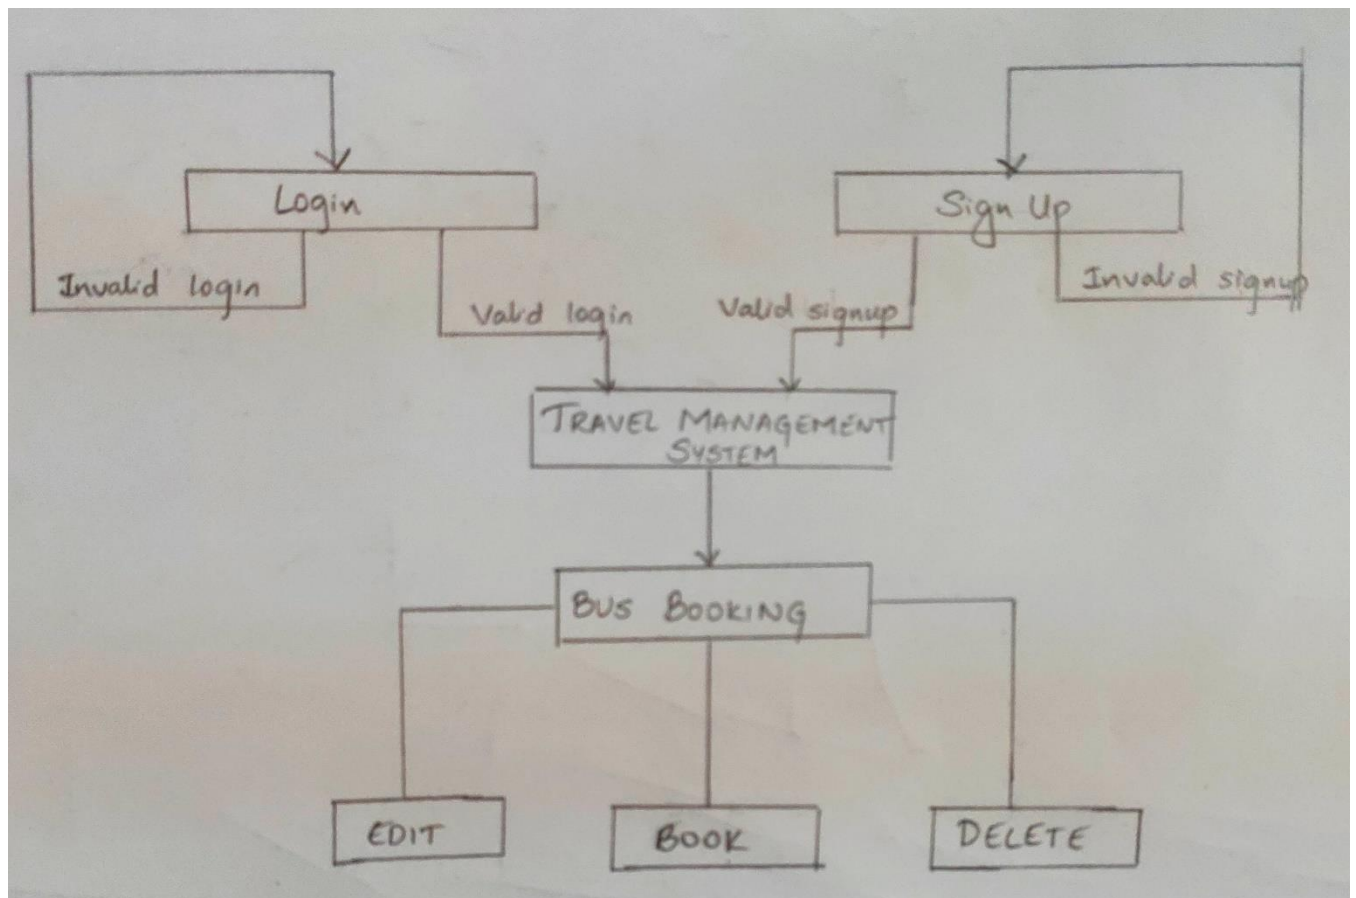 Login
Sign Up
Invalid login
Valid login
Valid signup
Invalid signup
TRAVEL MANAGEMENT
SYSTEM
BUS BOOKING
EDIT
BOOK
DELETE